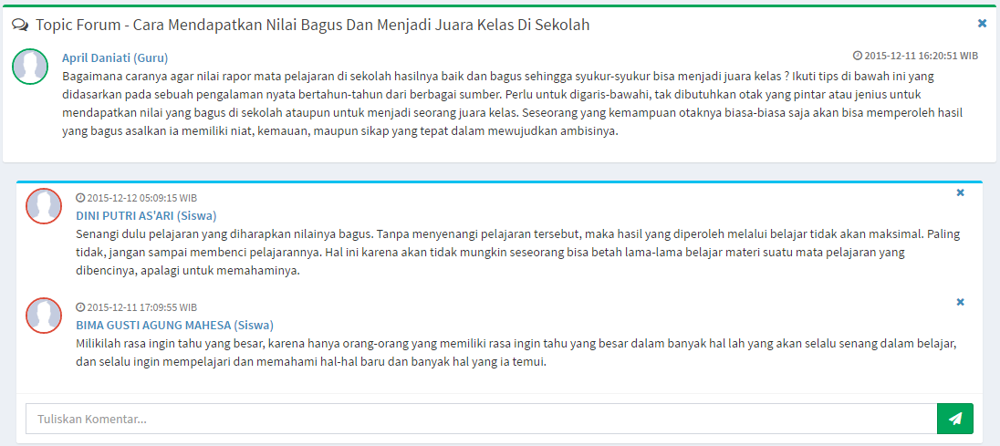 Topic Forum - Cara Mendapatkan Nilai Bagus Dan Menjadi Juara Kelas Di Sekolah
April Daniati (Guru)
2015-12-11 16:20:51 WIB
Bagaimana caranya agar nilai rapor mata pelajaran di sekolah hasilnya baik dan bagus sehingga syukur-syukur bisa menjadi juara kelas ? Ikuti tips di bawah ini yang
didasarkan pada sebuah pengalaman nyata bertahun-tahun dari berbagai sumber. Perlu untuk digaris-bawahi, tak dibutuhkan otak yang pintar atau jenius untuk
mendapatkan nilai yang bagus di sekolah ataupun untuk menjadi seorang juara kelas. Seseorang yang kemampuan otaknya biasa-biasa saja akan bisa memperoleh hasil
yang bagus asalkan ia memiliki niat, kemauan, maupun sikap yang tepat dalam mewujudkan ambisinya.
2015-12-12 05:09:15 WIB
DINI PUTRI AS'ARI (Siswa)
Senangi dulu pelajaran yang diharapkan nilainya bagus. Tanpa menyenangi pelajaran tersebut, maka hasil yang diperoleh melalui belajar tidak akan maksimal. Paling
tidak, jangan sampai membenci pelajarannya. Hal ini karena akan tidak mungkin seseorang bisa betah lama-lama belajar materi suatu mata pelajaran yang
dibencinya, apalagi untuk memahaminya.
2015-12-11 17:09:55 WIB
BIMA GUSTI AGUNG MAHESA (Siswa)
Milikilah rasa ingin tahu yang besar, karena hanya orang-orang yang memiliki rasa ingin tahu yang besar dalam banyak hal lah yang akan selalu senang dalam belajar,
dan selalu ingin mempelajari dan memahami hal-hal baru dan banyak hal yang ia temui.
Tuliskan Komentar...